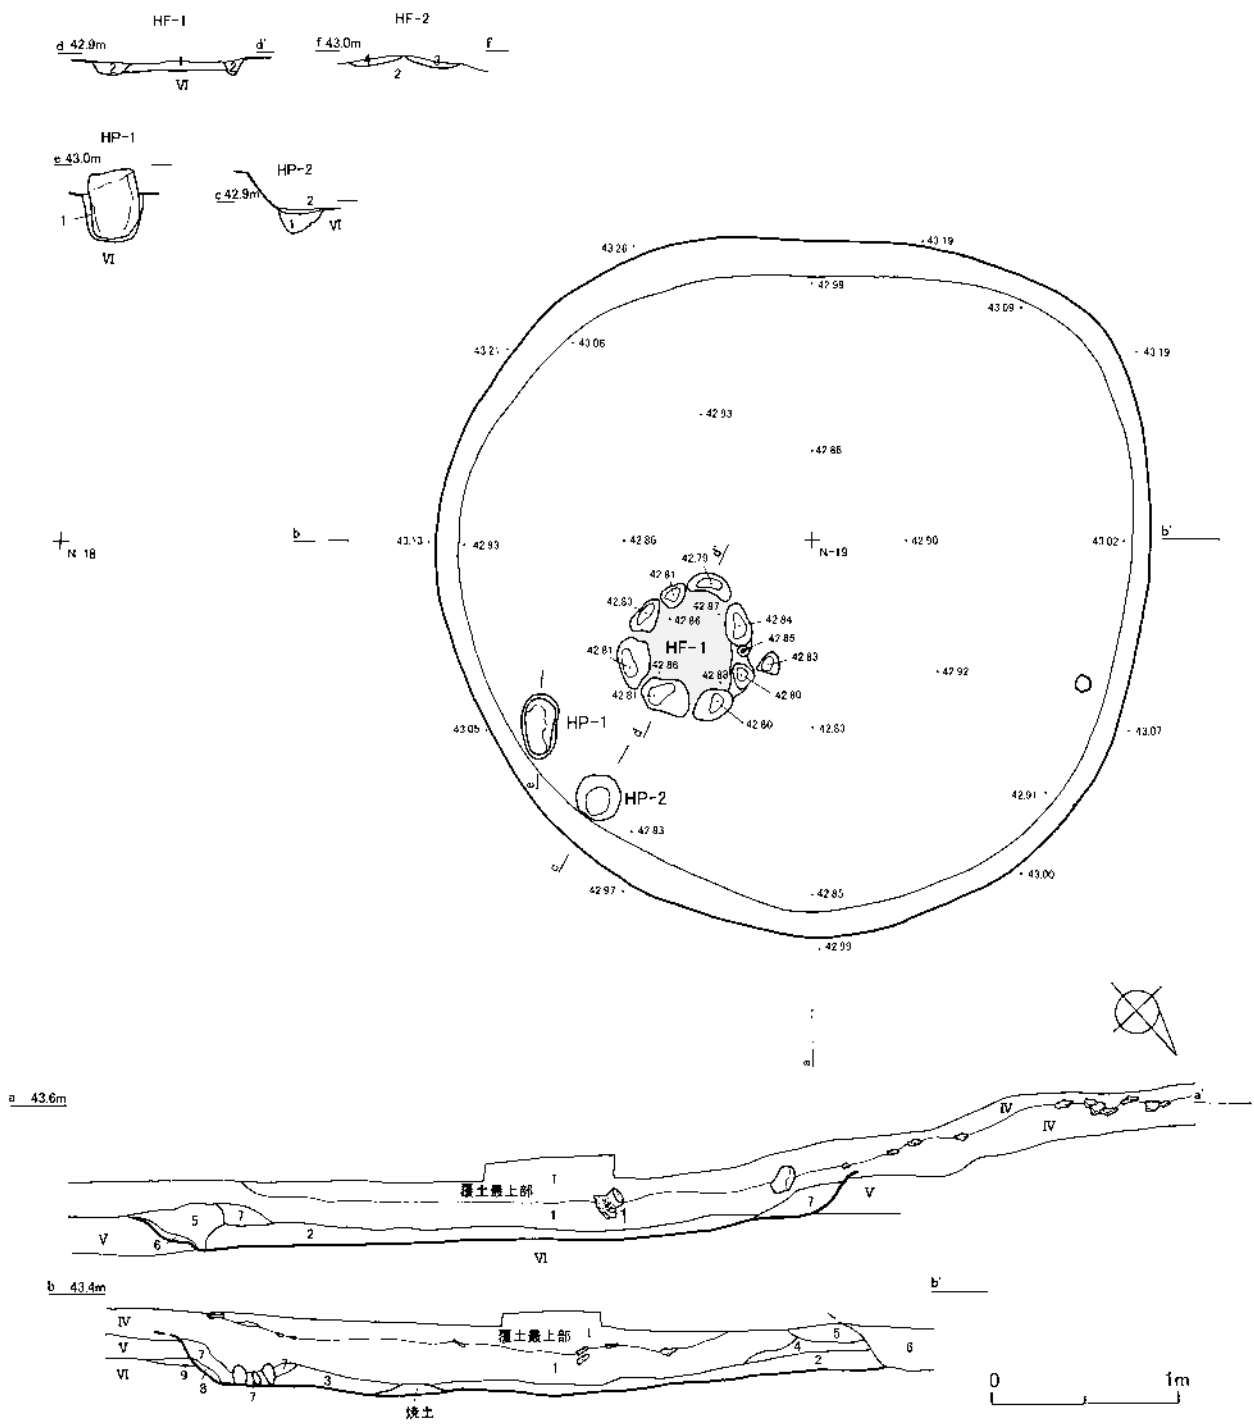 HF-1
HF-2
d 42.9m
d'
f 43.0m
f
1
2
2
VI
4
3
2
HP-1
e 43.0m
1
VI
HP-2
c 42.9m
2
1
VI
43.26
43.19
42.98
43.09
43.21
43.06
43.19
42.93
42.86
N-18
b
43.13
42.93
42.86
N-19
42.90
43.02
b'
d'
42.79
42.81
42.83
42.87
42.84
42.86
42.85
HF-1
42.81
42.86
42.83
42.83
42.92
42.81
42.80
42.80
HP-1
43.05
d
42.83
43.07
e
HP-2
42.91
42.83
c
42.97
42.85
43.00
42.99
a
a 43.6m
a'
IV
IV
I
覆土最上部
1
1
7
V
5
7
2
V
6
VI
b 43.4m
b'
IV
覆土最上部
I
5
6
V
7
4
1
2
VI
9
7
3
8
7
焼土
0
1m